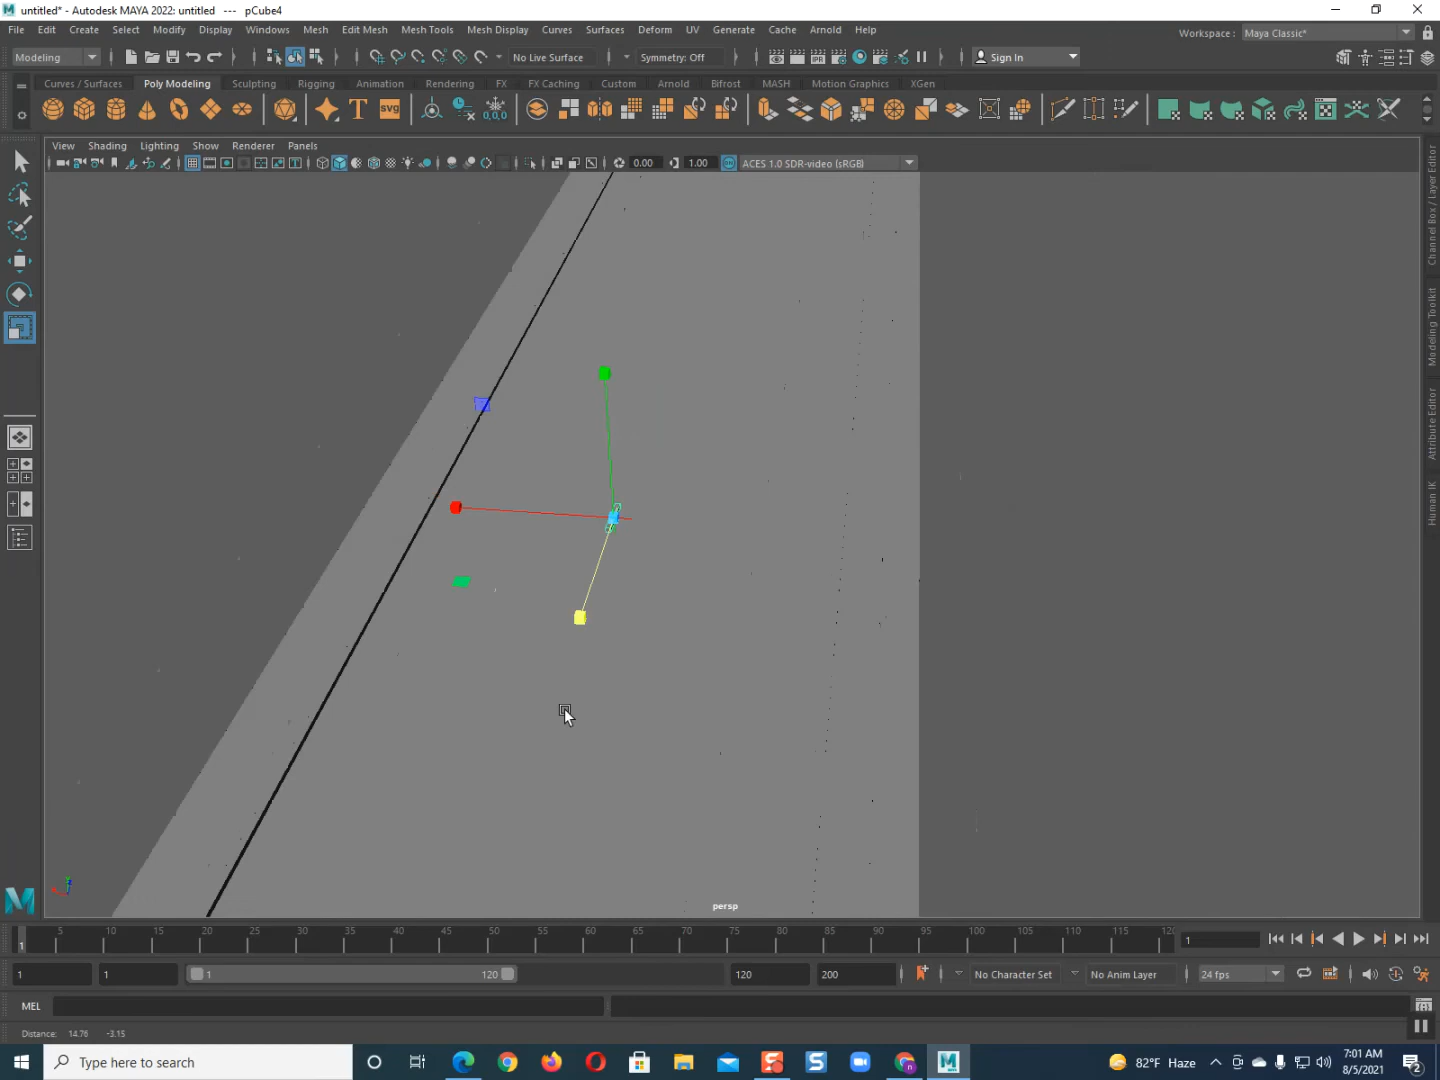 untitled* - Autodesk MAYA 2022: untitled   ---   pCube4
File Edit Create Select Modify Display Windows Mesh Edit Mesh Mesh Tools Mesh Display Curves Surfaces Deform UV Generate Cache Arnold Help
Workspace : Maya Classic*
Modeling
No Live Surface
Symmetry: Off
Sign In
Curves / Surfaces Poly Modeling Sculpting Rigging Animation Rendering FX FX Caching Custom Arnold Bifrost MASH Motion Graphics XGen
T SVG 0,0,0
View Shading Lighting Show Renderer Panels
0.00 1.00 ACES 1.0 SDR-video (sRGB)
Channel Box / Layer Editor
Modeling Toolkit
Attribute Editor
Human IK
persp
5 10 15 20 25 30 35 40 45 50 55 60 65 70 75 80 85 90 95 100 105 110 115 12
1
1
1 1 1 120 120 200 No Character Set No Anim Layer 24 fps
MEL
Distance: 14.76 -3.15
Type here to search
82°F Haze
7:01 AM
8/5/2021
2